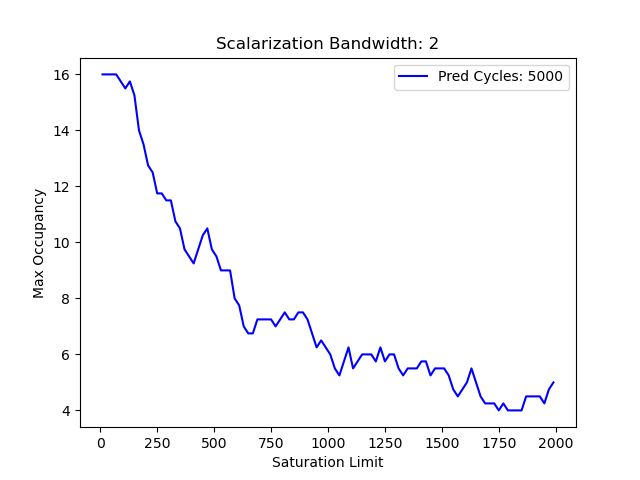 Scalarization Bandwidth: 2
Pred Cycles: 5000
Max Occupancy
16
14
12
10
8
6
4
0 250 500 750 1000 1250 1500 1750 2000
Saturation Limit